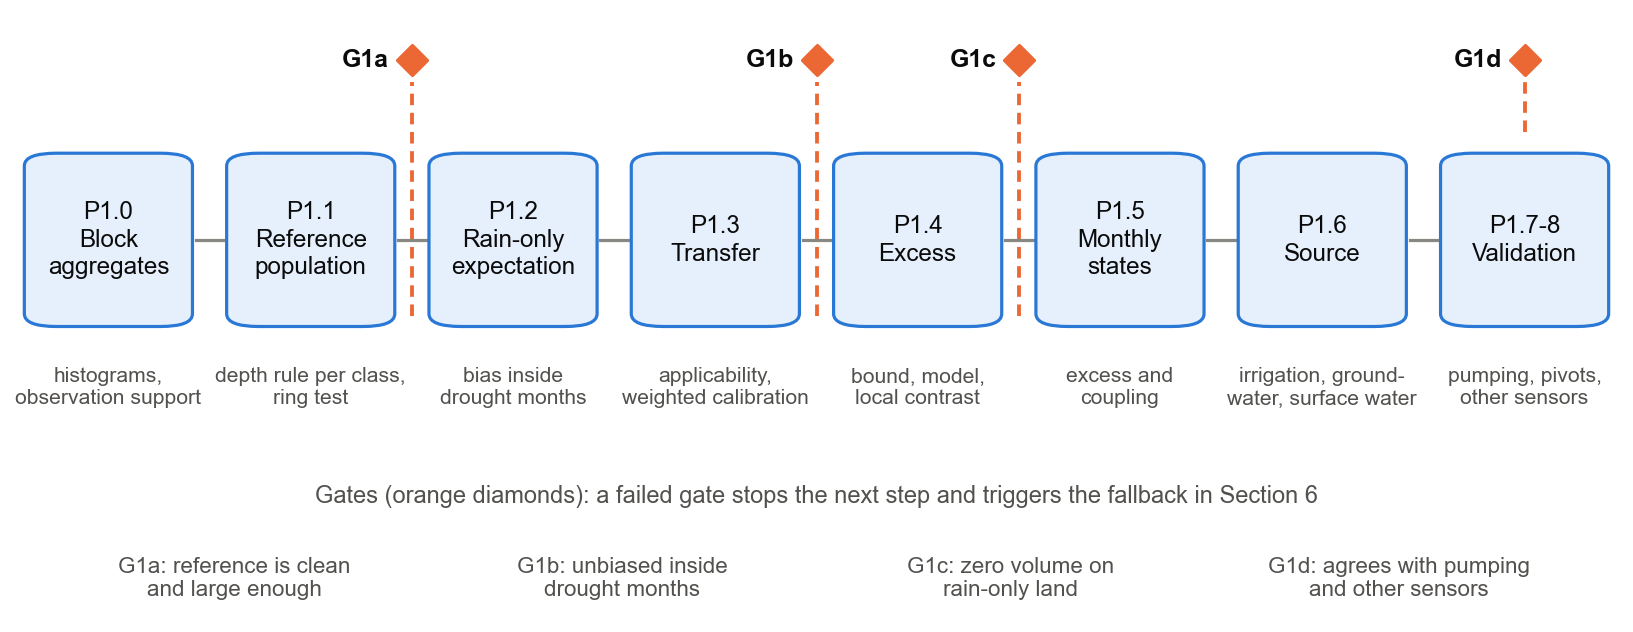 G1a
G1b
G1c
G1d
P1.0
Block
aggregates
P1.1
Reference
population
P1.2
Rain-only
expectation
P1.3
Transfer
P1.4
Excess
P1.5
Monthly
states
P1.6
Source
P1.7-8
Validation
histograms,
observation support
depth rule per class,
ring test
bias inside
drought months
applicability,
weighted calibration
bound, model,
local contrast
excess and
coupling
irrigation, ground-
water, surface water
pumping, pivots,
other sensors
Gates (orange diamonds): a failed gate stops the next step and triggers the fallback in Section 6
G1a: reference is clean
and large enough
G1b: unbiased inside
drought months
G1c: zero volume on
rain-only land
G1d: agrees with pumping
and other sensors